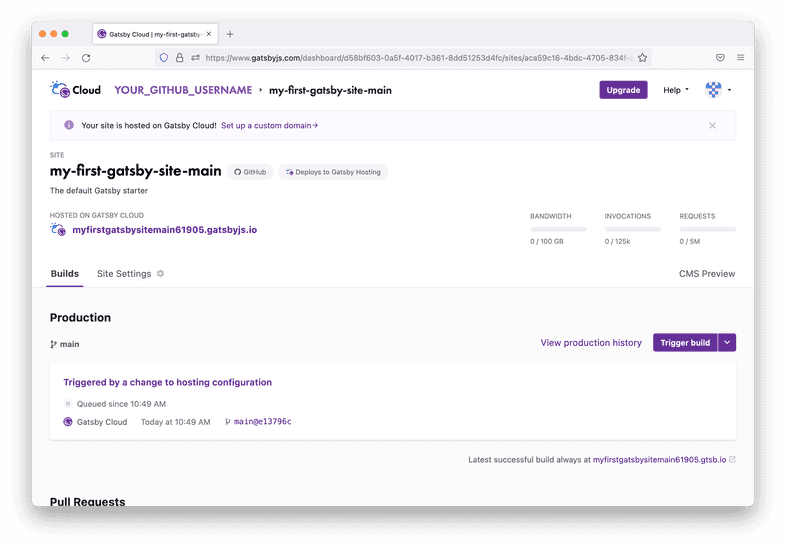 Gatsby Cloud | my-first-gatsby-
https://www.gatsbyjs.com/dashboard/d58bf603-0a5f-4017-b361-8dd51253d4fc/sites/aca59c16-4bdc-4705-834f-
Cloud YOUR_GITHUB_USERNAME › my-first-gatsby-site-main Upgrade Help
Your site is hosted on Gatsby Cloud! Set up a custom domain→
SITE
my-first-gatsby-site-main GitHub Deploys to Gatsby Hosting
The default Gatsby starter
HOSTED ON GATSBY CLOUD BANDWIDTH INVOCATIONS REQUESTS
myfirstgatsbysitemain61905.gatsbyjs.io
0 / 100 GB 0 / 125k 0 / 5M
Builds Site Settings CMS Preview
Production
main View production history Trigger build
Triggered by a change to hosting configuration
Queued since 10:49 AM
Gatsby Cloud Today at 10:49 AM main@e13796c
Latest successful build always at myfirstgatsbysitemain61905.gtsb.io
Pull Requests